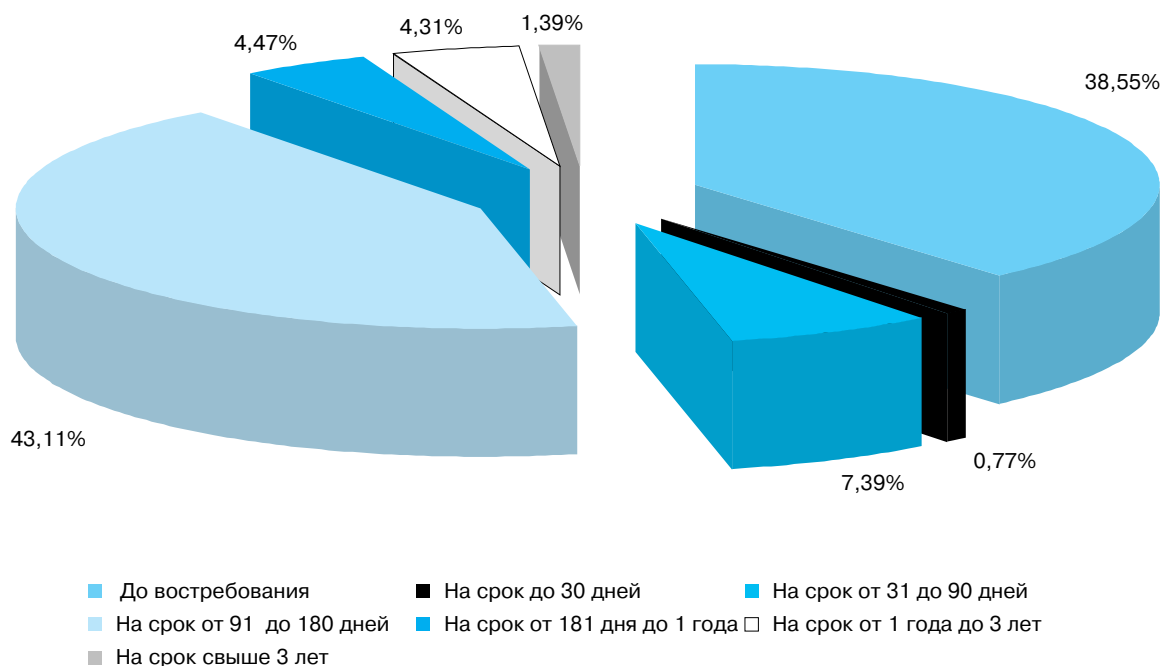 1,39%
4,31%
4,47%
38,55%
43,11%
0,77%
7,39%
До востребования
На срок до 30 дней
На срок от 31 до 90 дней
На срок от 91 до 180 дней
На срок от 181 дня до 1 года
На срок от 1 года до 3 лет
На срок свыше 3 лет